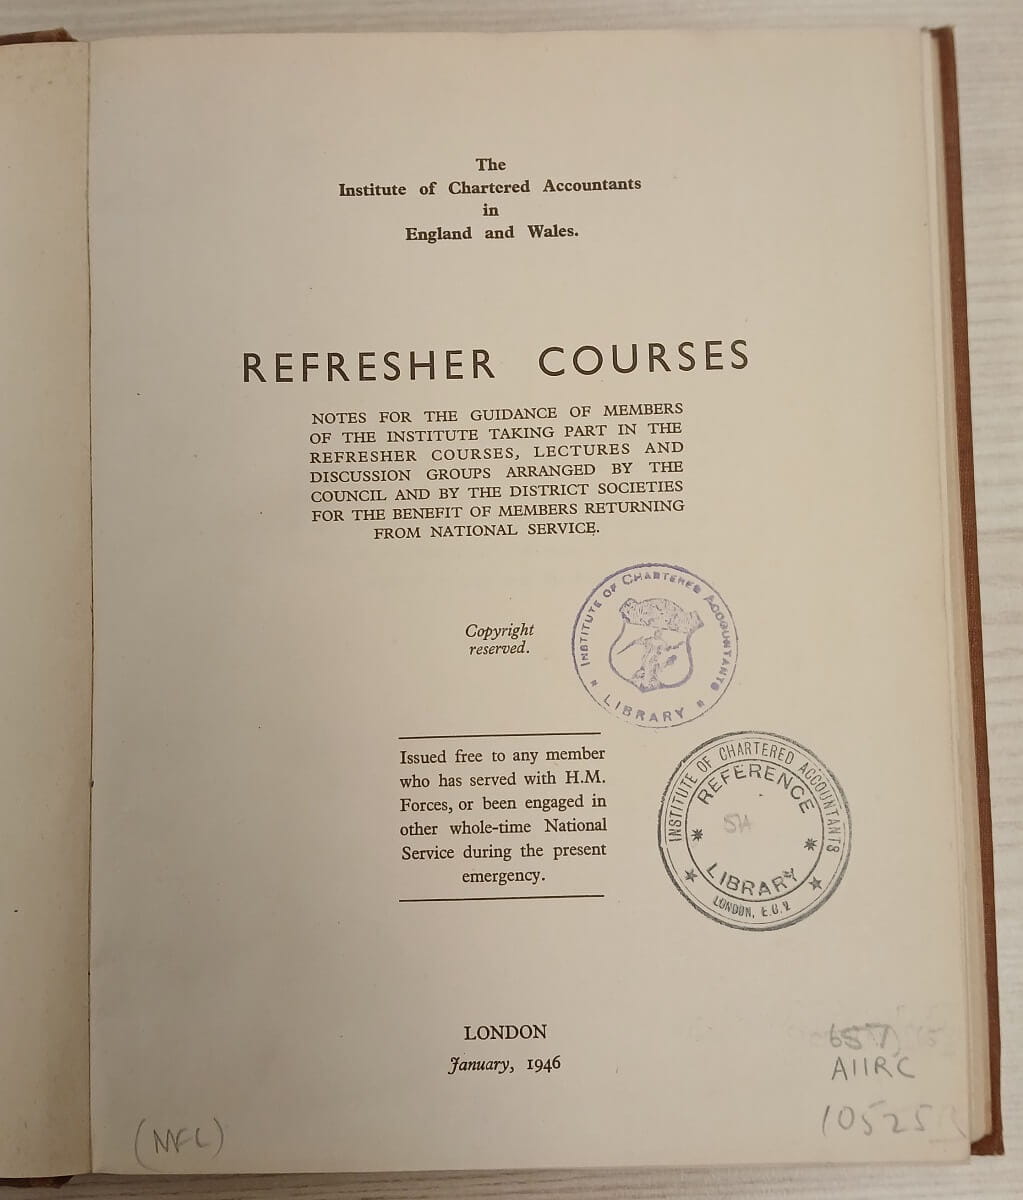 The
Institute of Chartered Accountants
in
England and Wales.
REFRESHER COURSES
NOTES FOR THE GUIDANCE OF MEMBERS
OF THE INSTITUTE TAKING PART IN THE
REFRESHER COURSES, LECTURES AND
DISCUSSION GROUPS ARRANGED BY THE
COUNCIL AND BY THE DISTRICT SOCIETIES
FOR THE BENEFIT OF MEMBERS RETURNING
FROM NATIONAL SERVICE.
Copyright
reserved.
INSTITUTE OF CHARTERED ACCOUNTANTS
LIBRARY
Issued free to any member
who has served with H.M.
Forces, or been engaged in
other whole-time National
Service during the present
emergency.
INSTITUTE OF CHARTERED ACCOUNTANTS
REFERENCE
LIBRARY
LONDON, E.C.2
LONDON
January, 1946
657
A11RC
10525
(MFL)